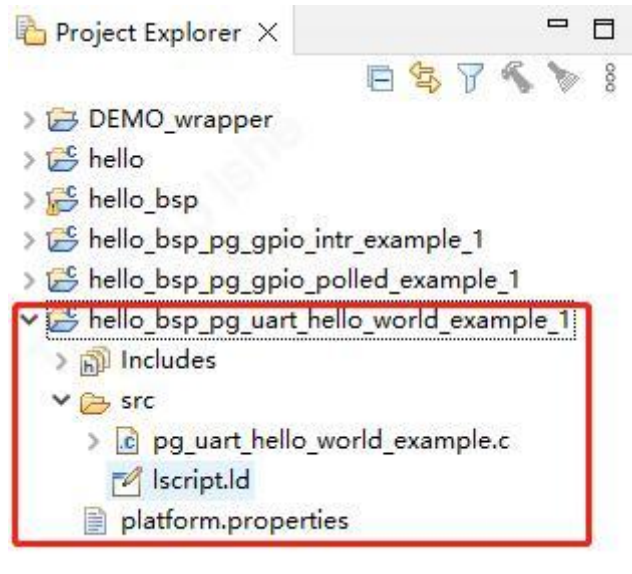 Project Explorer
DEMO_wrapper
hello
hello_bsp
hello_bsp_pg_gpio_intr_example_1
hello_bsp_pg_gpio_polled_example_1
hello_bsp_pg_uart_hello_world_example_1
Includes
src
pg_uart_hello_world_example.c
lscript.ld
platform.properties